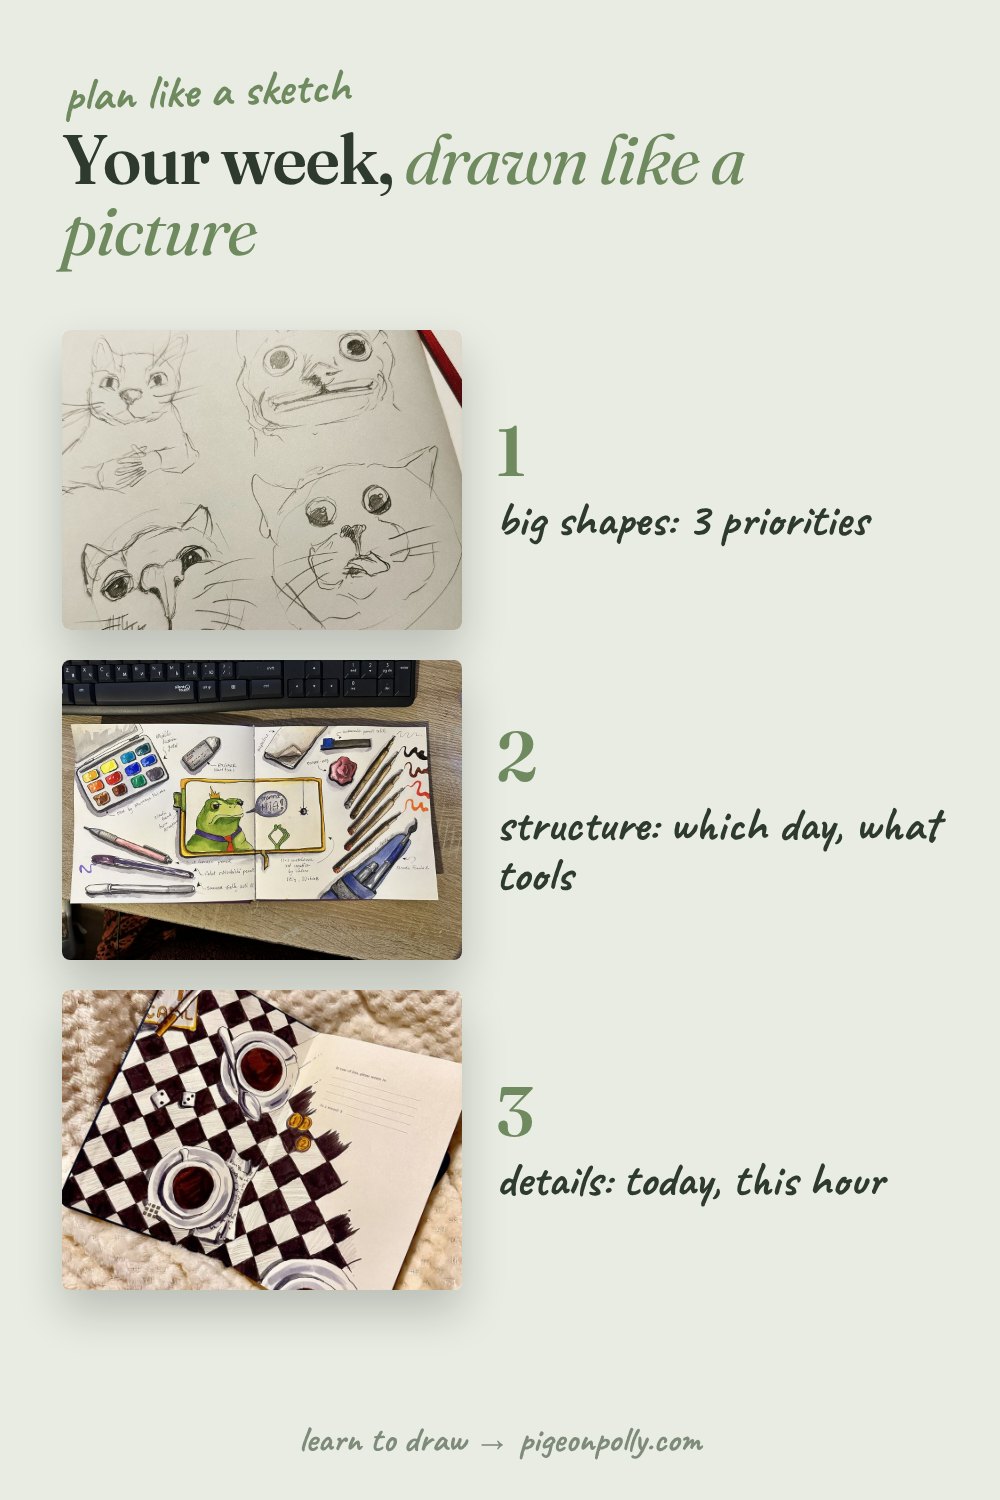 plan like a sketch
Your week, drawn like a
picture
1
big shapes: 3 priorities
2
structure: which day, what
tools
3
details: today, this hour
learn to draw → pigeonpolly.com